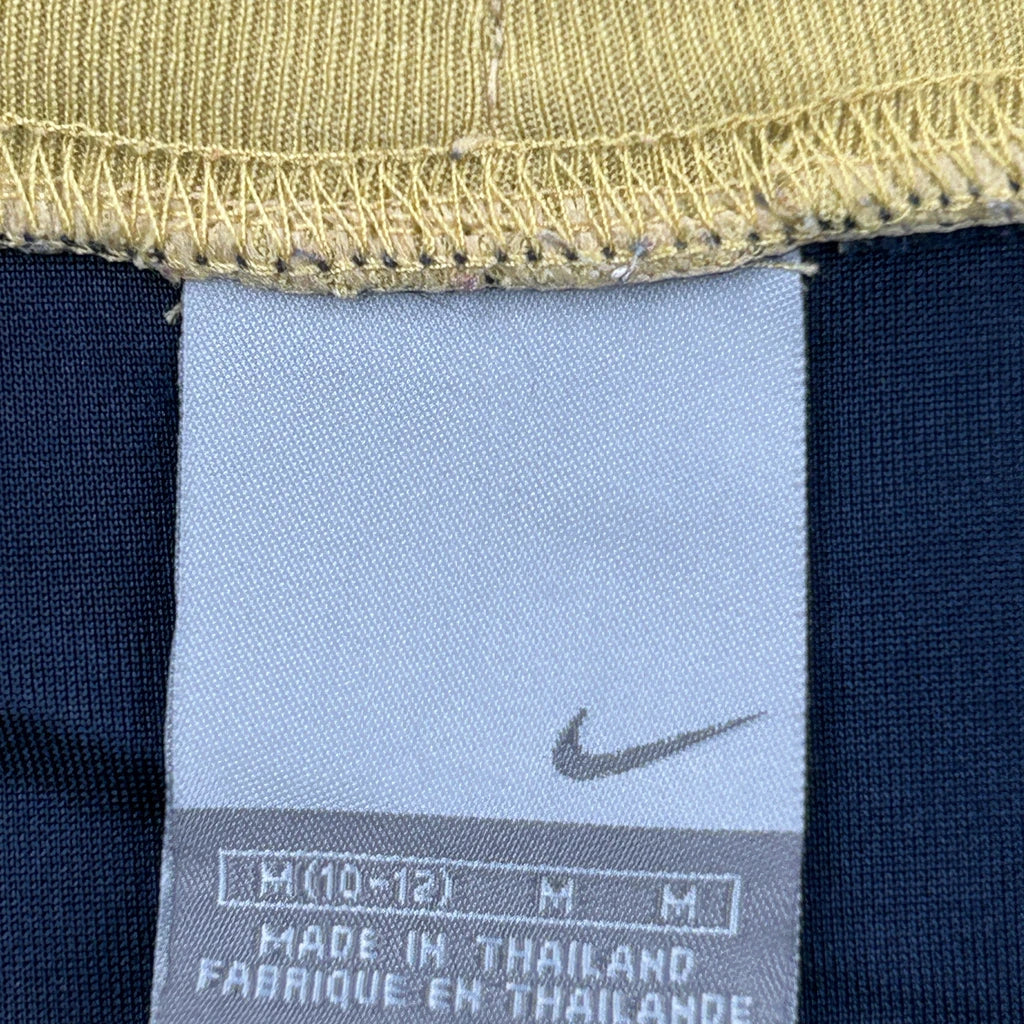 M(10-12) M M
MADE IN THAILAND
FABRIQUE EN THAILANDE